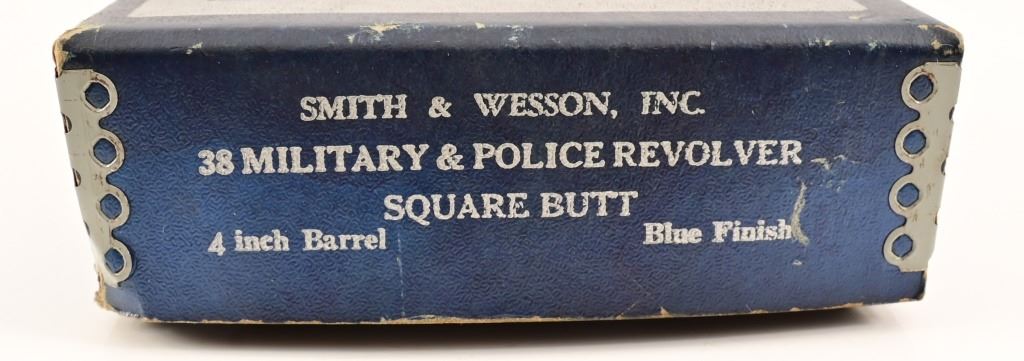 SMITH & WESSON, INC.
38 MILITARY & POLICE REVOLVER
SQUARE BUTT
4 inch Barrel Blue Finish